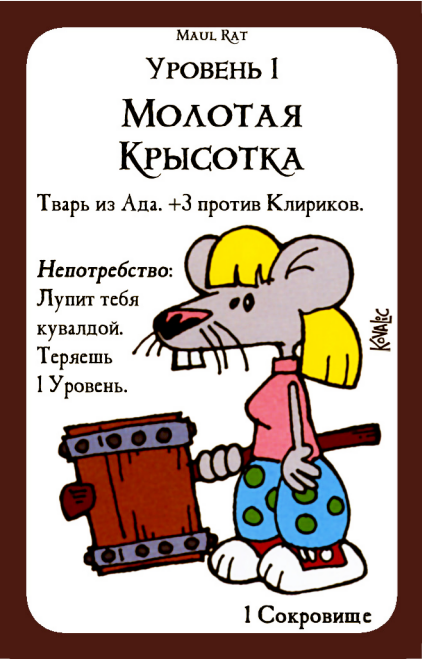 Maul Rat
Уровень 1
Молотая
Крысотка
Тварь из Ада. +3 против Клириков.
Непотребство:
Лупит тебя
кувалдой.
Теряешь
1 Уровень.
Kovalic
1 Сокровище